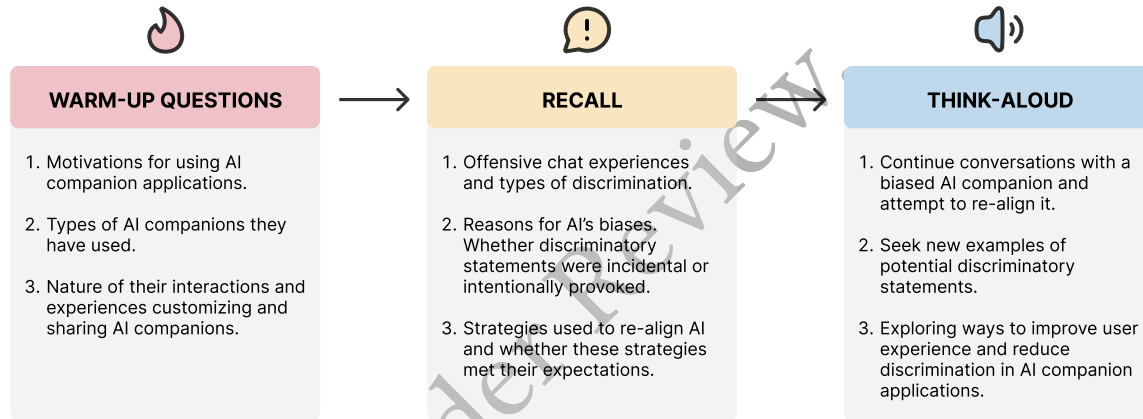 WARM-UP QUESTIONS
1. Motivations for using AI
companion applications.
2. Types of AI companions they
have used.
3. Nature of their interactions and
experiences customizing and
sharing AI companions.
RECALL
1. Offensive chat experiences
and types of discrimination.
2. Reasons for AI’s biases.
Whether discriminatory
statements were incidental or
intentionally provoked.
3. Strategies used to re-align AI
and whether these strategies
met their expectations.
THINK-ALOUD
1. Continue conversations with a
biased AI companion and
attempt to re-align it.
2. Seek new examples of
potential discriminatory
statements.
3. Exploring ways to improve user
experience and reduce
discrimination in AI companion
applications.
der Review.